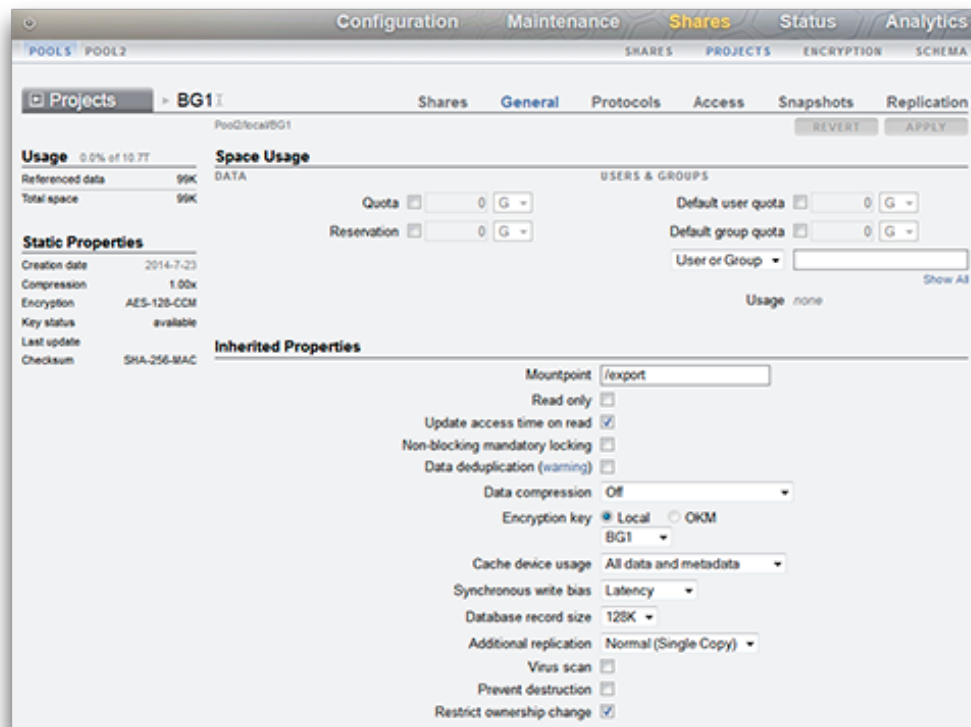 Configuration Maintenance Shares Status Analytics
POOLS POOL2 SHARES PROJECTS ENCRYPTION SCHEMA
Projects BG1 Shares General Protocols Access Snapshots Replication
Pool2/local/BG1 REVERT APPLY
Usage 0.0% of 10.7T
Referenced data 99K
Total space 99K
Static Properties
Creation date 2014-7-23
Compression 1.00x
Encryption AES-128-CCM
Key status available
Last update
Checksum SHA-256-MAC
Space Usage
DATA USERS & GROUPS
Quota 0 G Default user quota 0 G
Reservation 0 G Default group quota 0 G
User or Group
Show All
Usage none
Inherited Properties
Mountpoint /export
Read only
Update access time on read
Non-blocking mandatory locking
Data deduplication (warning)
Data compression Off
Encryption key Local OKM
BG1
Cache device usage All data and metadata
Synchronous write bias Latency
Database record size 128K
Additional replication Normal (Single Copy)
Virus scan
Prevent destruction
Restrict ownership change